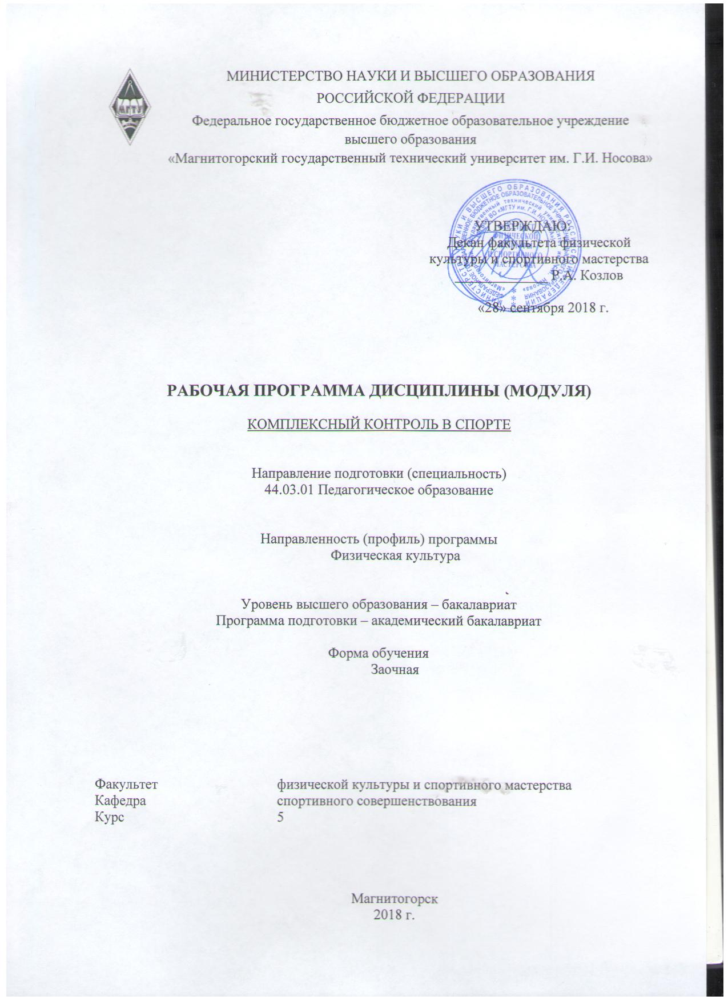 МИНИСТЕРСТВО НАУКИ И ВЫСШЕГО ОБРАЗОВАНИЯ
РОССИЙСКОЙ ФЕДЕРАЦИИ
Федеральное государственное бюджетное образовательное учреждение
высшего образования
«Магнитогорский государственный технический университет им. Г.И. Носова»
МГТУ
УТВЕРЖДАЮ:
Декан факультета физической
культуры и спортивного мастерства
Р.А. Козлов
«28» сентября 2018 г.
РАБОЧАЯ ПРОГРАММА ДИСЦИПЛИНЫ (МОДУЛЯ)
КОМПЛЕКСНЫЙ КОНТРОЛЬ В СПОРТЕ
Направление подготовки (специальность)
44.03.01 Педагогическое образование
Направленность (профиль) программы
Физическая культура
Уровень высшего образования – бакалавриат
Программа подготовки – академический бакалавриат
Форма обучения
Заочная
Факультет физической культуры и спортивного мастерства
Кафедра спортивного совершенствования
Курс 5
Магнитогорск
2018 г.